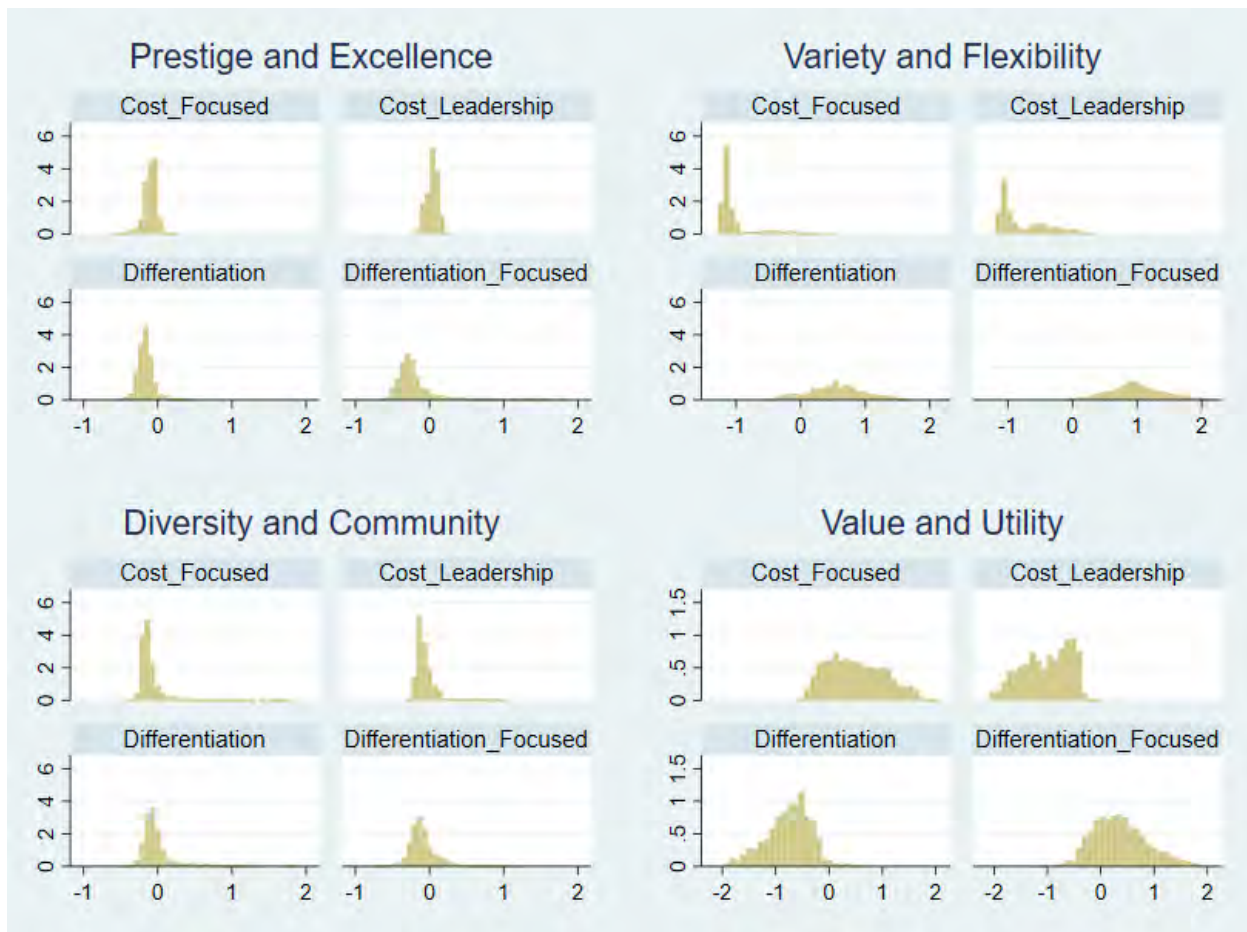 Prestige and Excellence
Cost_Focused Cost_Leadership
6
4
2
0
Differentiation Differentiation_Focused
6
4
2
0
-1 0 1 2 -1 0 1 2
Variety and Flexibility
Cost_Focused Cost_Leadership
6
4
2
0
Differentiation Differentiation_Focused
6
4
2
0
-1 0 1 2 -1 0 1 2
Diversity and Community
Cost_Focused Cost_Leadership
6
4
2
0
Differentiation Differentiation_Focused
6
4
2
0
-1 0 1 2 -1 0 1 2
Value and Utility
Cost_Focused Cost_Leadership
1.5
1
.5
0
Differentiation Differentiation_Focused
1.5
1
.5
0
-2 -1 0 1 2 -2 -1 0 1 2